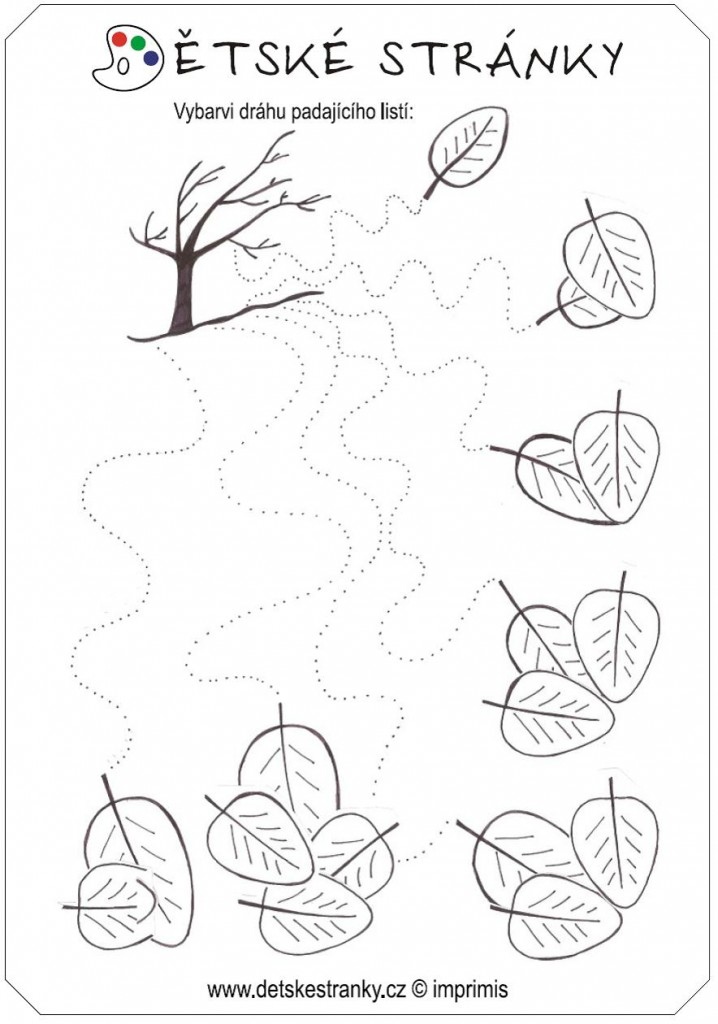 DĚTSKÉ STRÁNKY
Vybarvi dráhu padajícího listí:
www.detskestranky.cz © imprimis